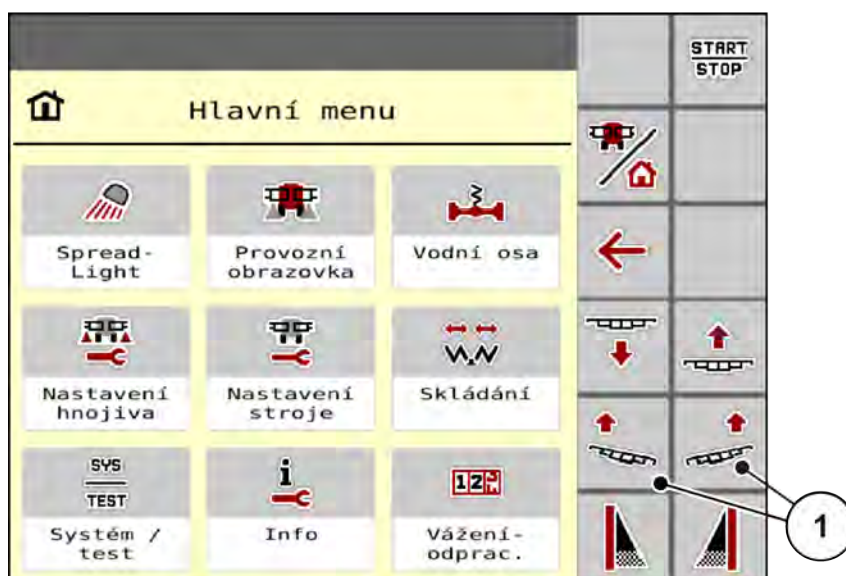 START
STOP
Hlavní menu
Spread-
Light
Provozní
obrazovka
Vodní osa
Nastavení
hnojiva
Nastavení
stroje
Skládání
SYS
TEST
Systém /
test
i
Info
123
Vážení-
odprac.
1